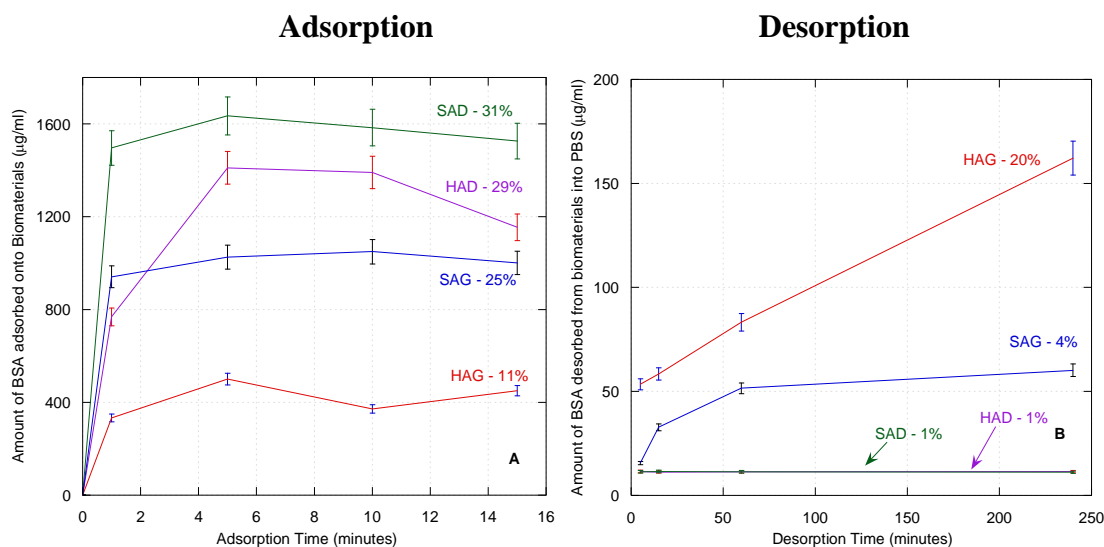 Adsorption
Amount of BSA adsorbed onto Biomaterials (µg/ml)
1600
1200
800
400
0
0 2 4 6 8 10 12 14 16
Adsorption Time (minutes)
SAD - 31%
HAD - 29%
SAG - 25%
HAG - 11%
A
Desorption
Amount of BSA desorbed from biomaterials into PBS (µg/ml)
200
150
100
50
0
0 50 100 150 200 250
Desorption Time (minutes)
HAG - 20%
SAG - 4%
HAD - 1%
SAD - 1%
B